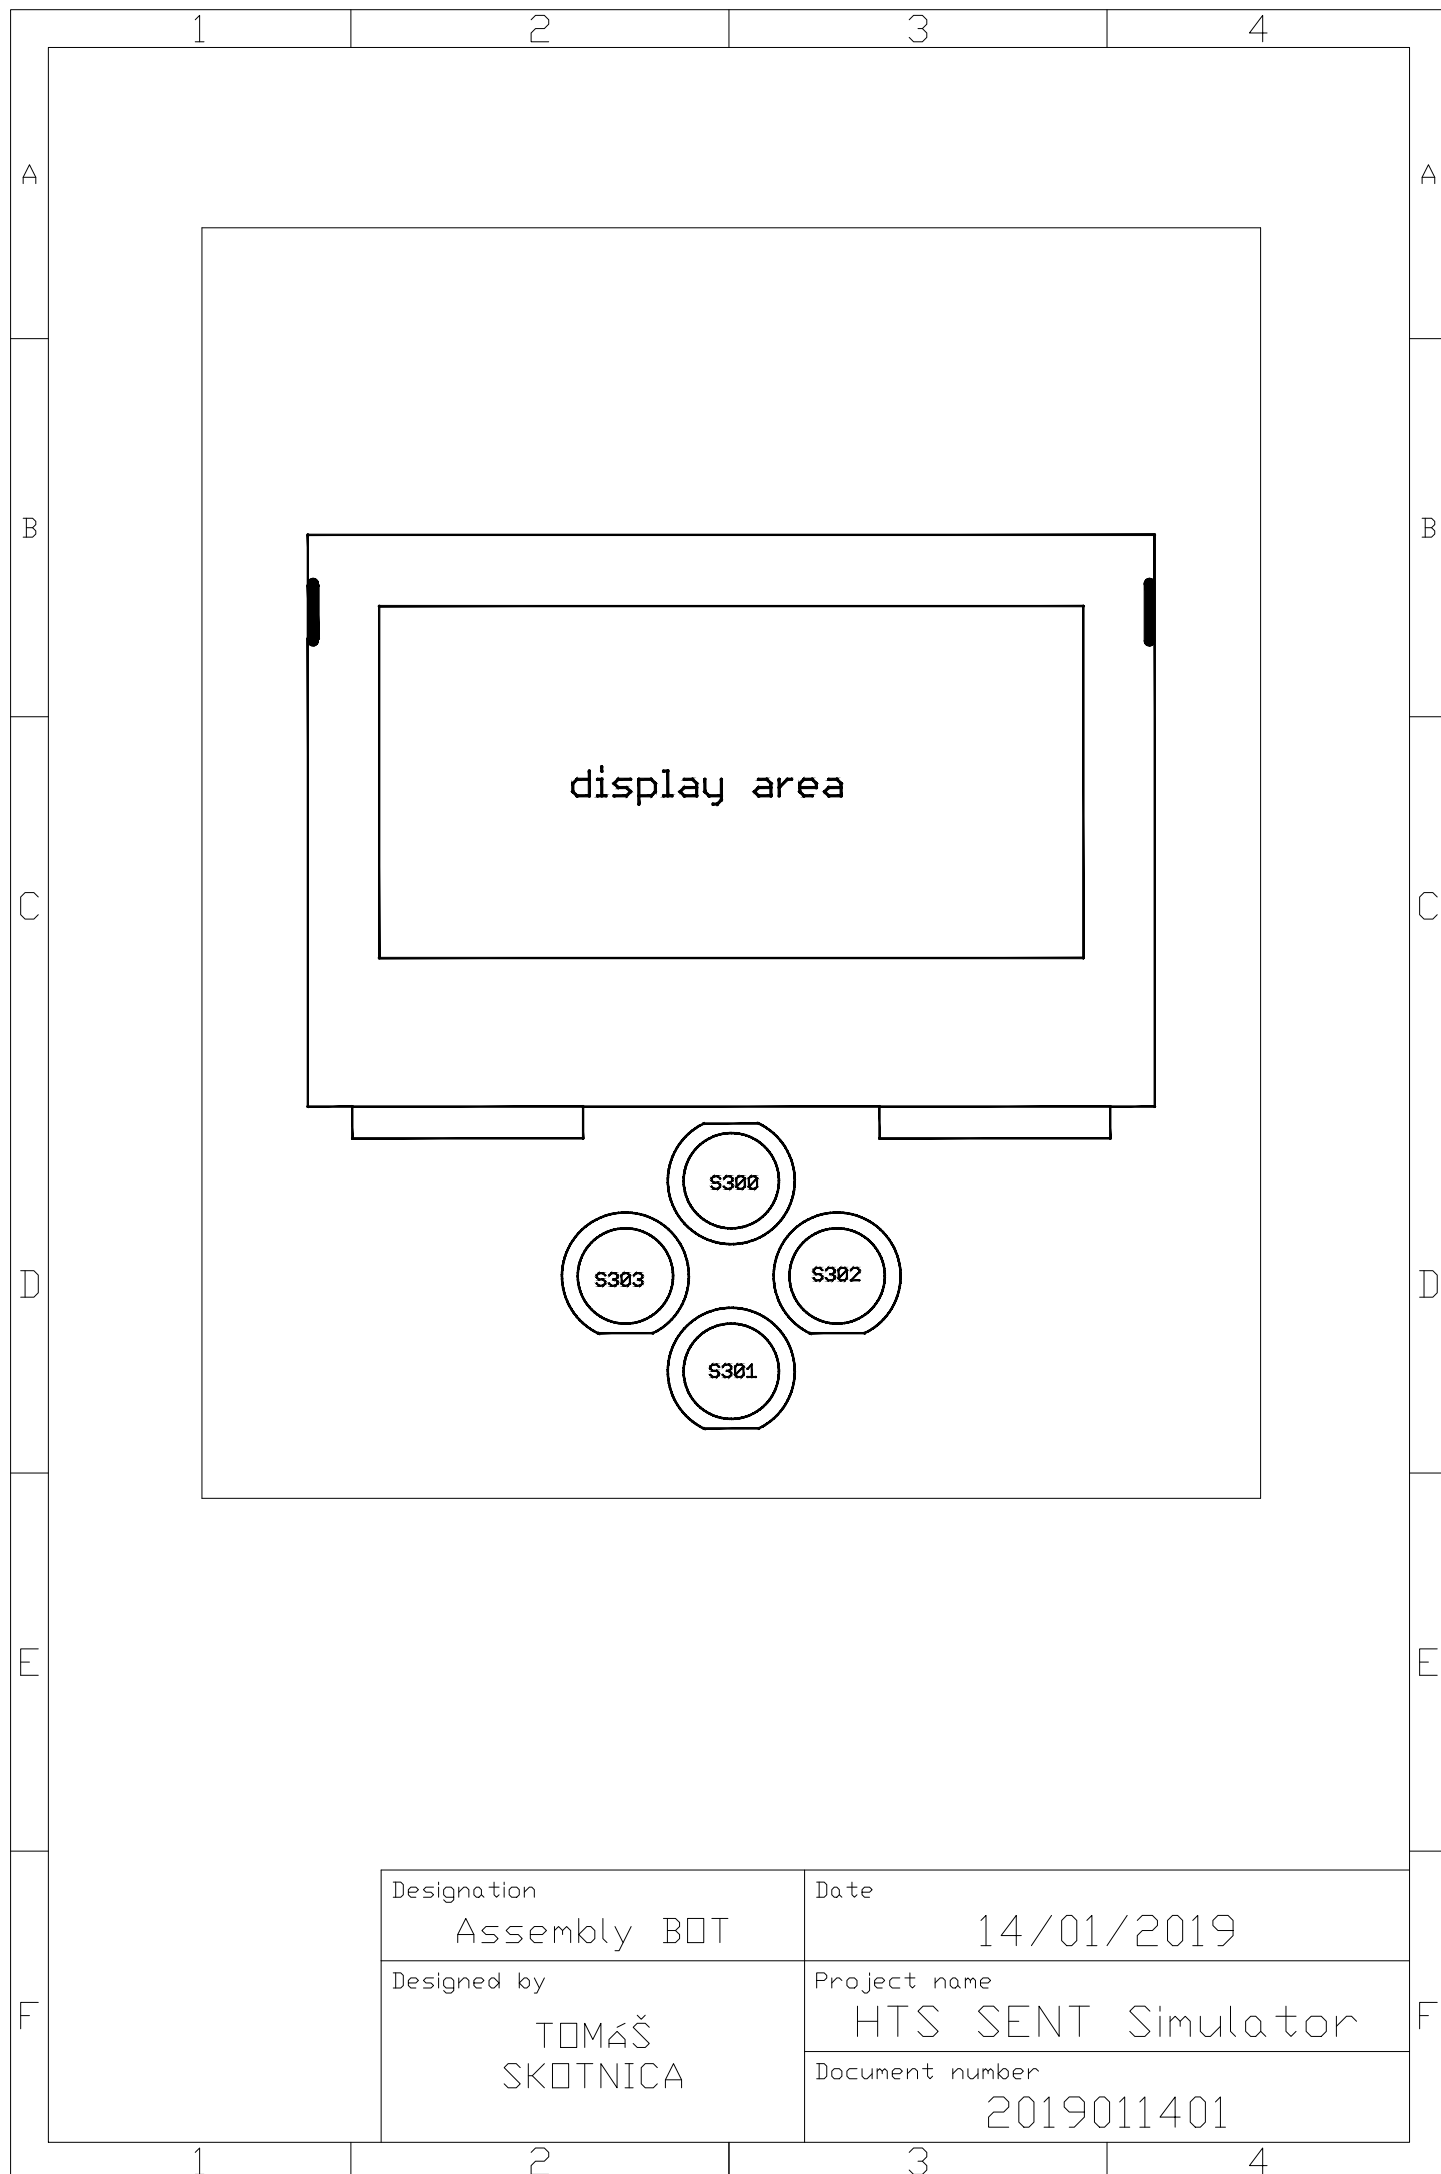 1 2 3 4
A A
B B
display area
C C
S300
S303 S302
D D
S301
E E
Designation
Assembly BOT
Date
14/01/2019
Designed by
TOMáŠ
SKOTNICA
Project name
HTS SENT Simulator
Document number
2019011401
F F
1 2 3 4